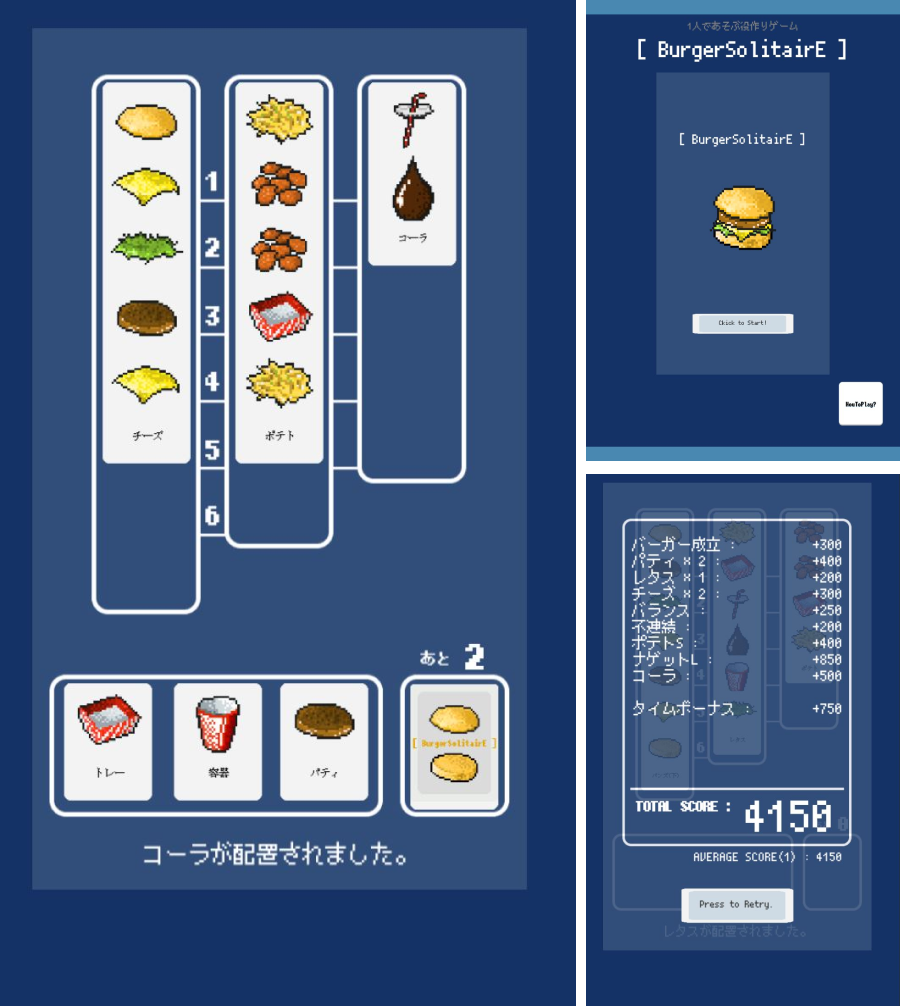 1
2
3
4
5
6
チーズ
ポテト
コーラ
あと 2
トレー
容器
パティ
[ BurgerSolitairE ]
コーラが配置されました。
1人であそぶ役作りゲーム
[ BurgerSolitairE ]
[ BurgerSolitairE ]
Click to Start!
HowToPlay?
バーガー成立 : +300
パティ × 2 : +400
レタス × 1 : +200
チーズ × 2 : +300
バランス : +250
不連続 : +200
ポテトS : +400
ナゲットL : +850
コーラ : +500
タイムボーナス : +750
TOTAL SCORE : 4150
AVERAGE SCORE(1) : 4150
Press to Retry.
レタスが配置されました。